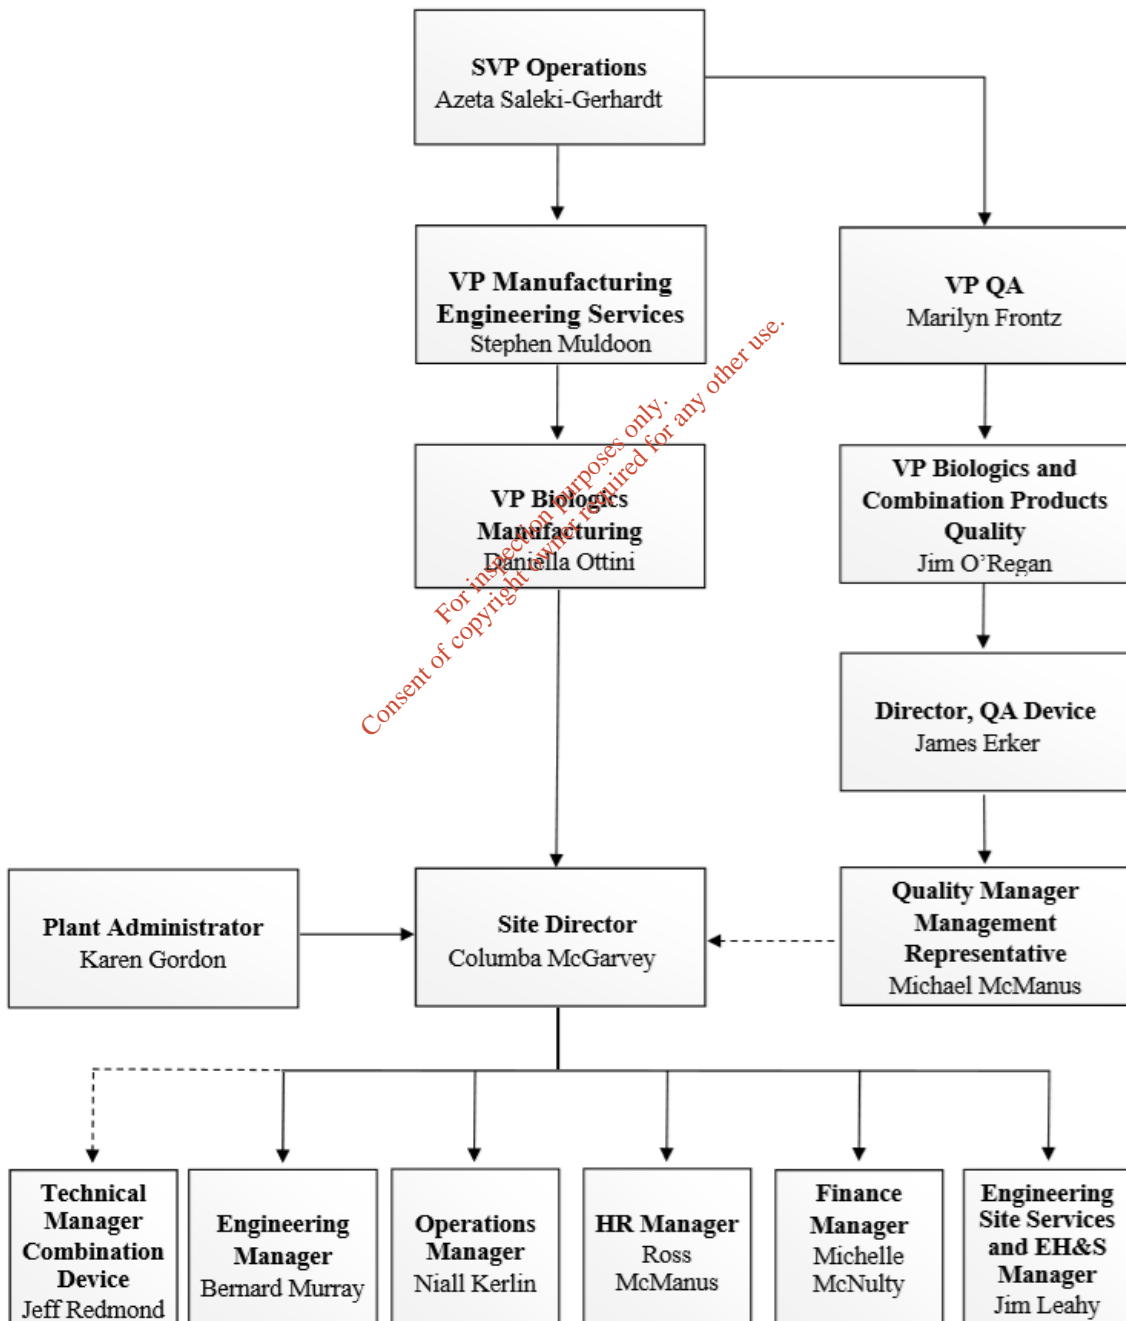 SVP Operations
Azeta Saleki-Gerhardt
VP Manufacturing
Engineering Services
Stephen Muldoon
VP QA
Marilyn Frontz
VP Biologics
Manufacturing
Daniella Ottini
VP Biologics and
Combination Products
Quality
Jim O'Regan
For inspection purposes only.
Consent of copyright owner required for any other use.
Director, QA Device
James Erker
Plant Administrator
Karen Gordon
Site Director
Columba McGarvey
Quality Manager
Management
Representative
Michael McManus
Technical
Manager
Combination
Device
Jeff Redmond
Engineering
Manager
Bernard Murray
Operations
Manager
Niall Kerlin
HR Manager
Ross
McManus
Finance
Manager
Michelle
McNulty
Engineering
Site Services
and EH&S
Manager
Jim Leahy